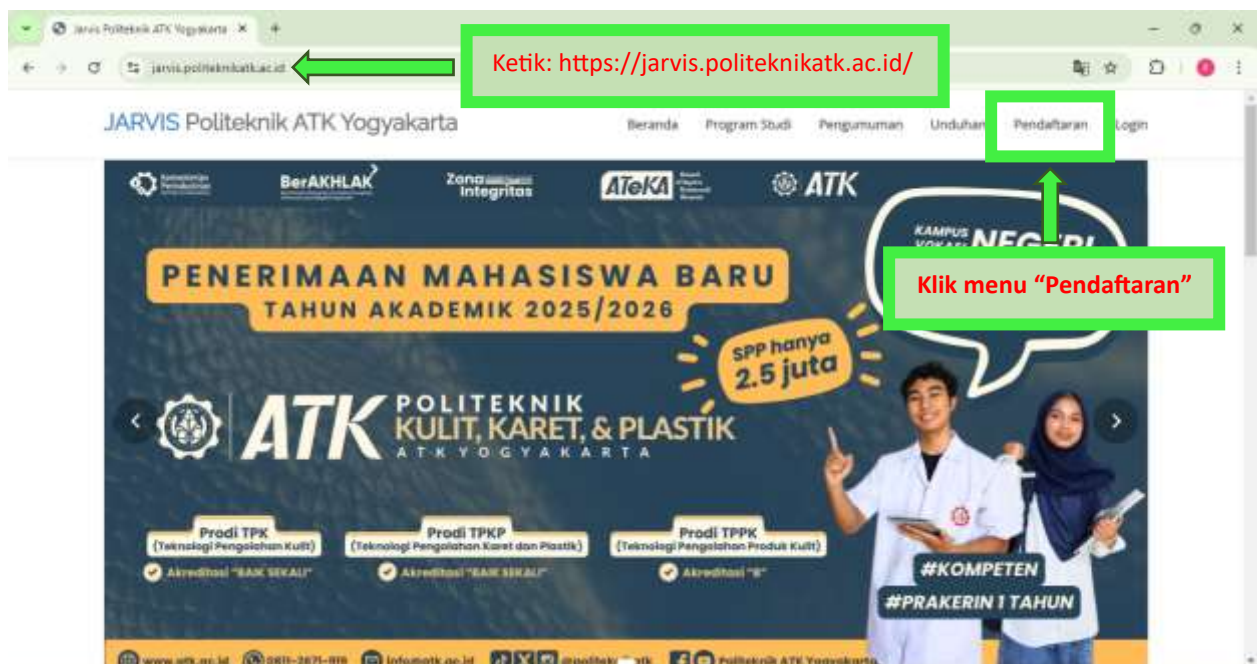 Jarvis Politeknik ATK Yogyakarta
jarvis.politeknikatk.ac.id
Ketik: https://jarvis.politeknikatk.ac.id/
JARVIS Politeknik ATK Yogyakarta
Beranda Program Studi Pengumuman Unduhan Pendaftaran Login
Kementerian Perindustrian
BerAKHLAK
Zona Integritas
ATeKA
ATK
KAMPUS
VOKASI NEGERI
Klik menu “Pendaftaran”
PENERIMAAN MAHASISWA BARU
TAHUN AKADEMIK 2025/2026
SPP hanya
2.5 juta
ATK POLITEKNIK
KULIT, KARET, & PLASTIK
ATK YOGYAKARTA
Prodi TPK
(Teknologi Pengolahan Kulit)
Akreditasi "BAIK SEKALI"
Prodi TPKP
(Teknologi Pengolahan Karet dan Plastik)
Akreditasi "BAIK SEKALI"
Prodi TPPK
(Teknologi Pengolahan Produk Kulit)
Akreditasi "B"
#KOMPETEN
#PRAKERIN 1 TAHUN
www.atk.ac.id
Politeknik ATK Yogyakarta